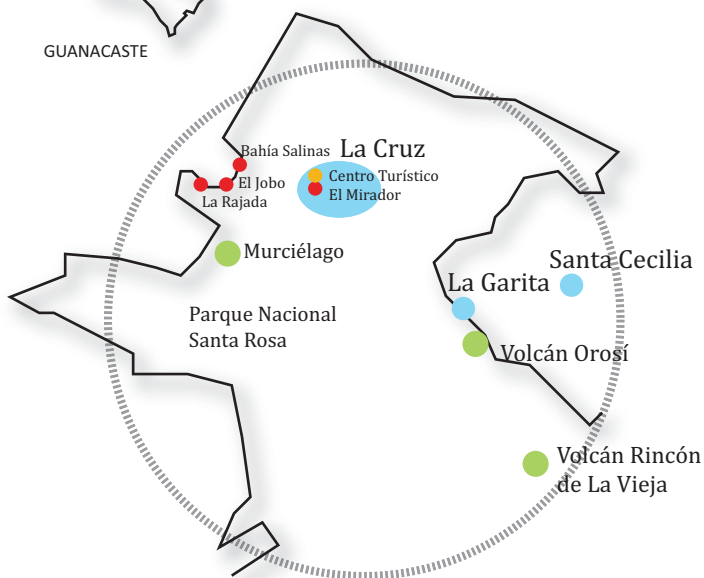 GUANACASTE
Bahía Salinas
La Cruz
Centro Turístico
El Mirador
El Jobo
La Rajada
Murciélago
Santa Cecilia
La Garita
Parque Nacional
Santa Rosa
Volcán Orosí
Volcán Rincón
de La Vieja